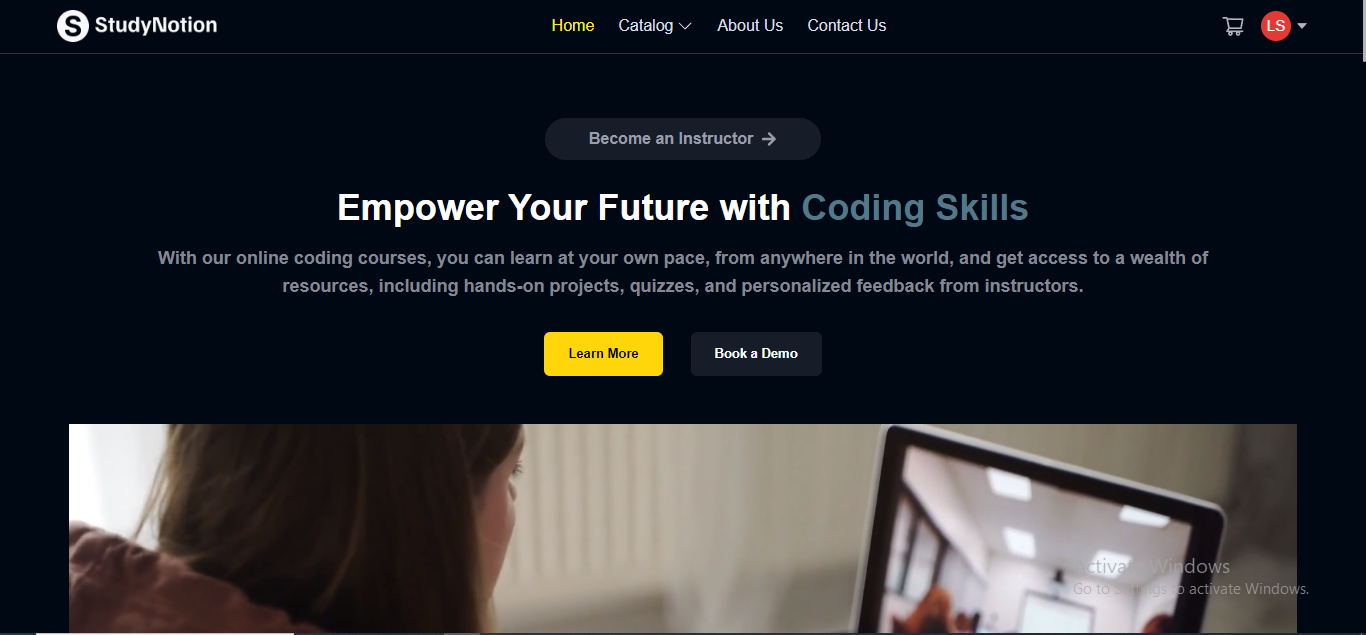 S StudyNotion
Home Catalog About Us Contact Us
LS
Become an Instructor
Empower Your Future with Coding Skills
With our online coding courses, you can learn at your own pace, from anywhere in the world, and get access to a wealth of
resources, including hands-on projects, quizzes, and personalized feedback from instructors.
Learn More Book a Demo
Activate Windows
Go to Settings to activate Windows.